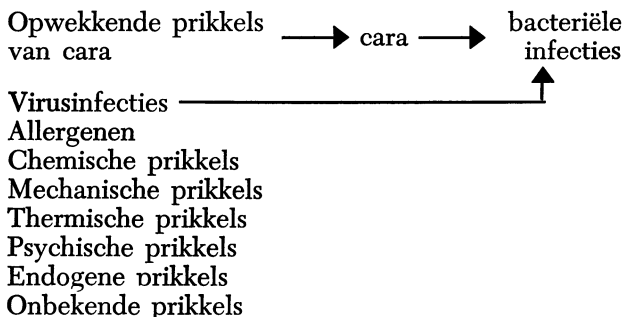 Opwekkende prikkels
van cara
cara
bacteriële
infecties
Virusinfecties
Allergenen
Chemische prikkels
Mechanische prikkels
Thermische prikkels
Psychische prikkels
Endogene prikkels
Onbekende prikkels